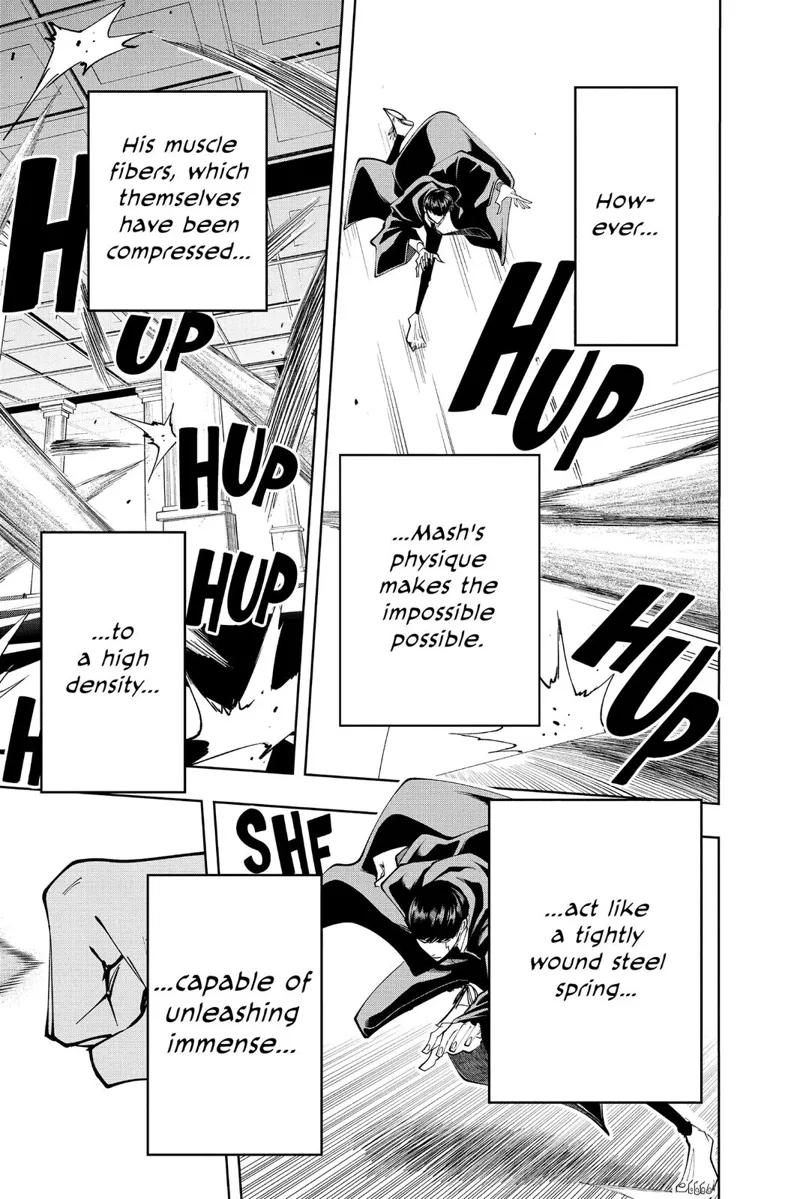 How-
ever...
HUP
...Mash's
physique
makes the
impossible
possible.
HUP
His muscle
fibers, which
themselves
have been
compressed...
UP
HUP
HUP
...to
a high
density...
...act like
a tightly
wound steel
spring...
...capable of
unleashing
immense...